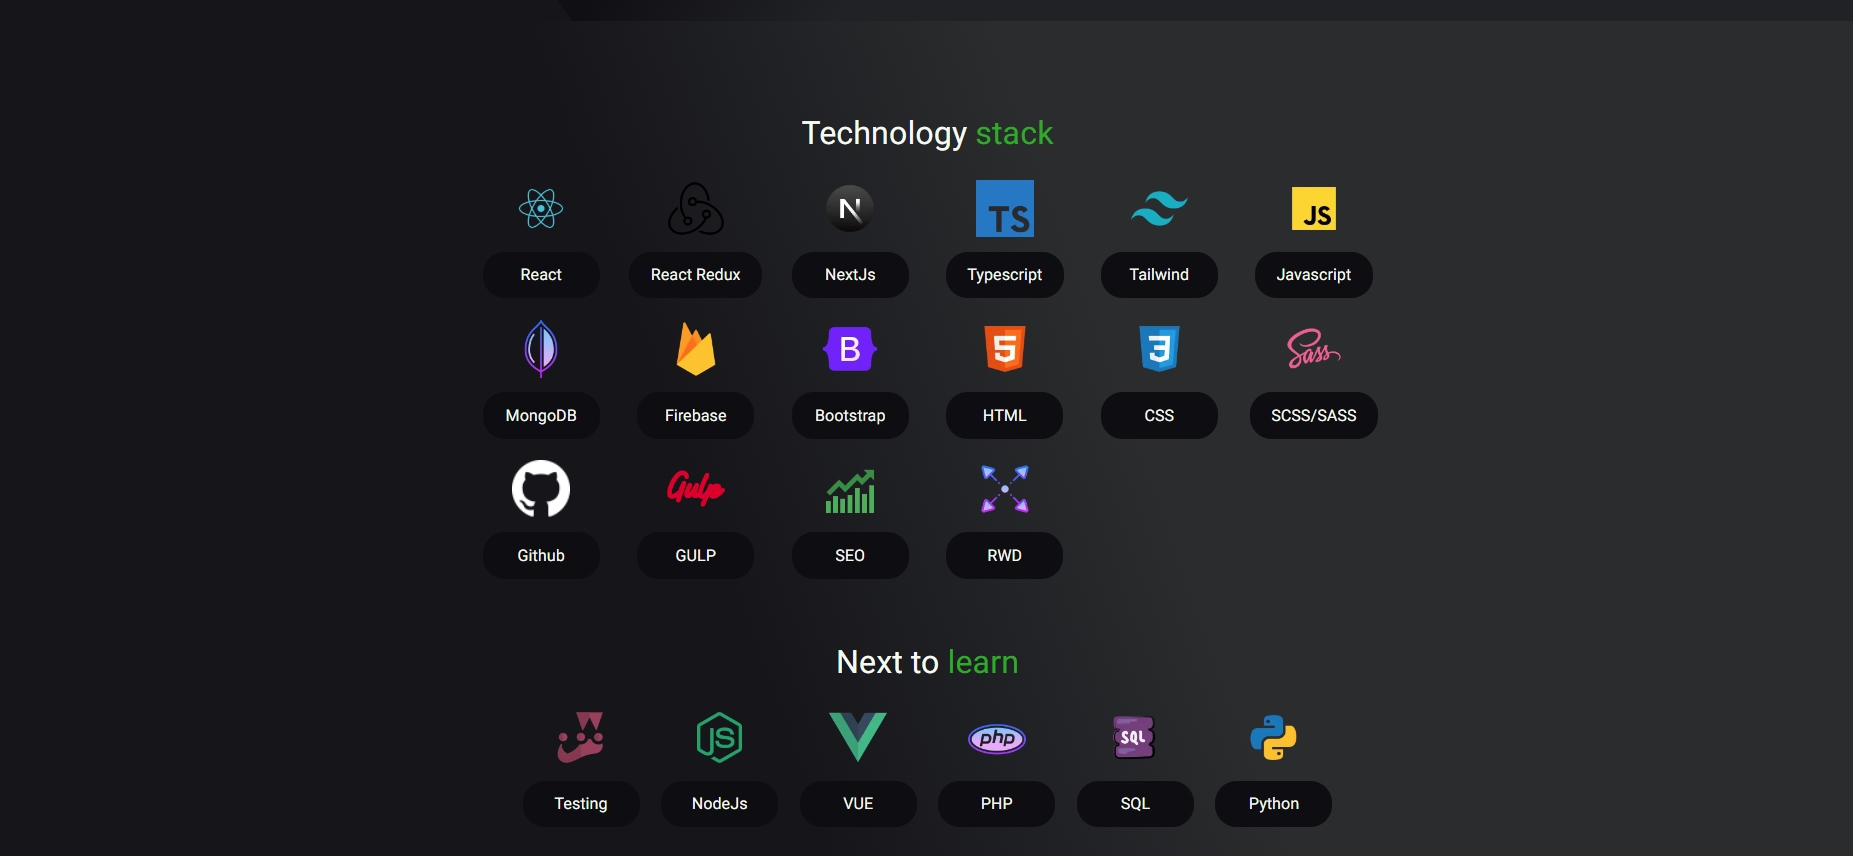 Technology stack
N TS JS
React React Redux NextJs Typescript Tailwind Javascript
B 5 3 Sass
MongoDB Firebase Bootstrap HTML CSS SCSS/SASS
Gulp
Github GULP SEO RWD
Next to learn
JS php SQL
Testing NodeJs VUE PHP SQL Python